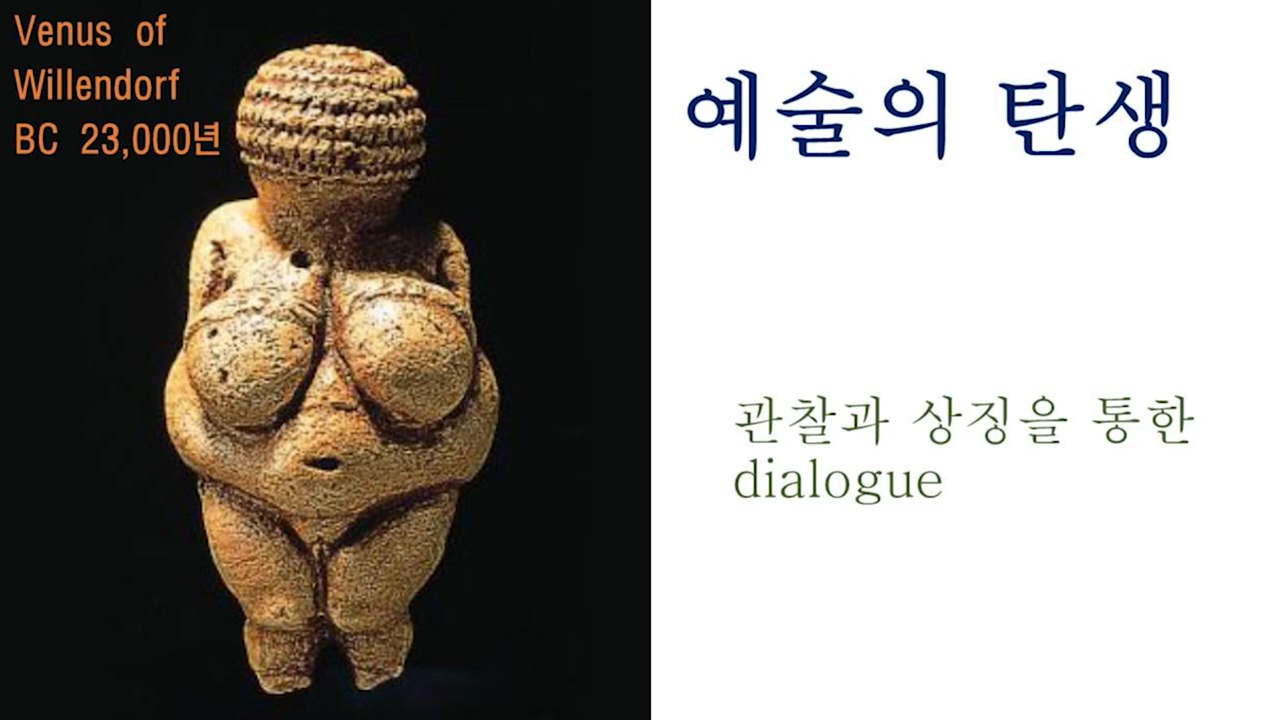 Venus of
Willendorf
BC 23,000년
예술의 탄생
관찰과 상징을 통한
dialogue